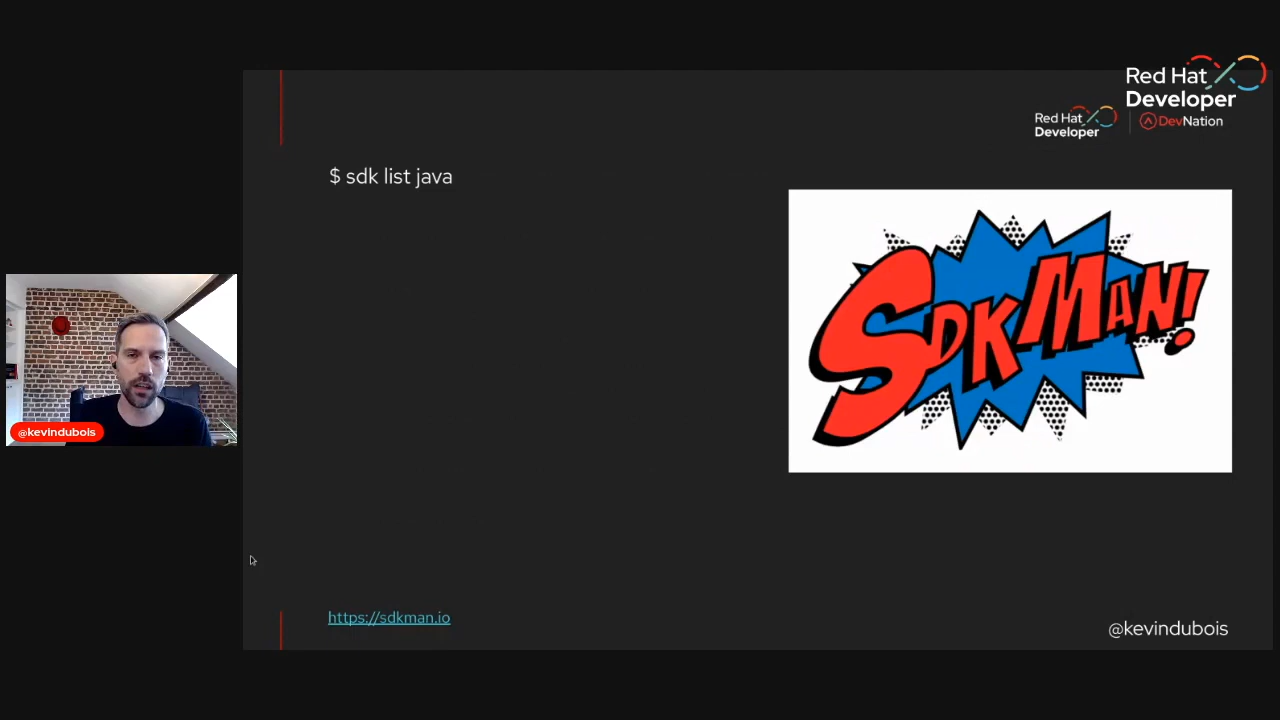 Red Hat
Developer
Red Hat
Developer
DevNation
$ sdk list java
SDKMAN!
@kevindubois
https://sdkman.io
@kevindubois